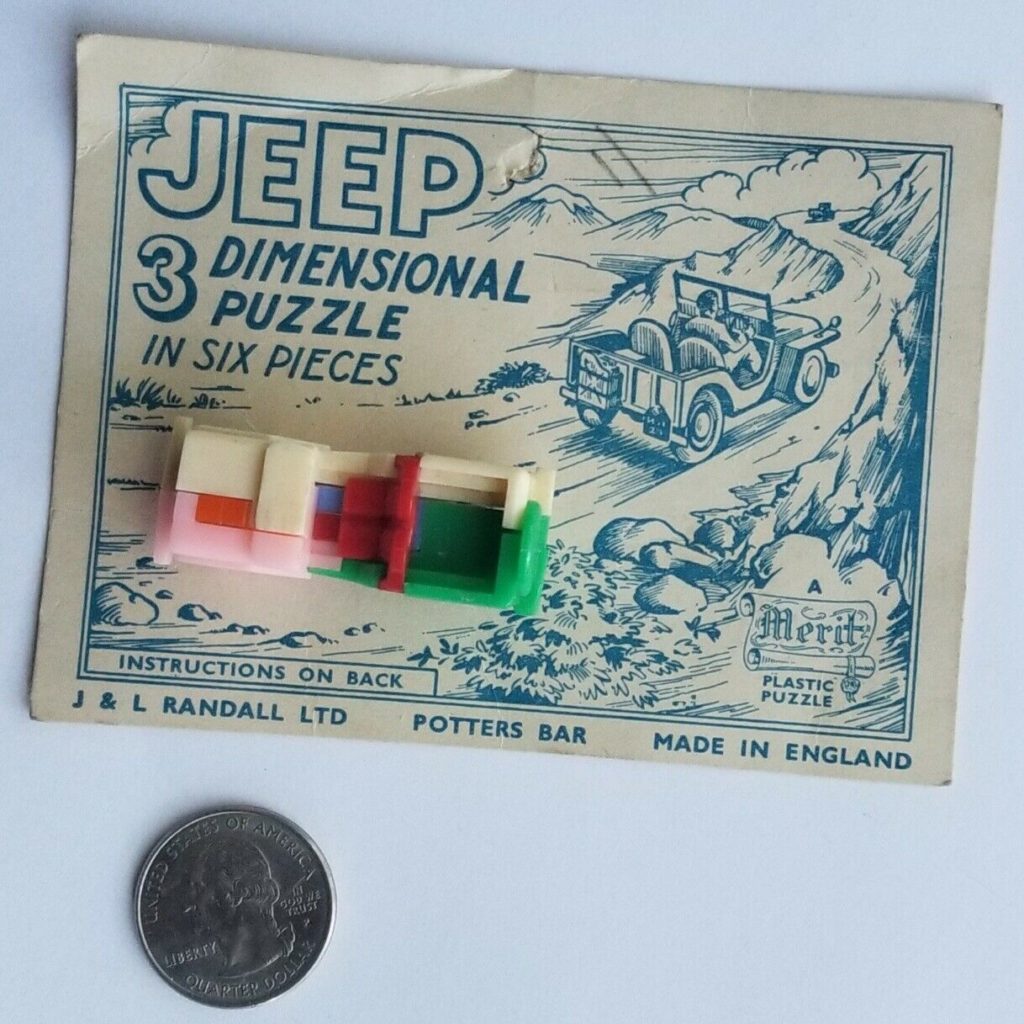 JEEP
3 DIMENSIONAL
PUZZLE
IN SIX PIECES
INSTRUCTIONS ON BACK
A
Merit
PLASTIC
PUZZLE
J & L RANDALL LTD POTTERS BAR MADE IN ENGLAND
UNITED STATES OF AMERICA
LIBERTY
IN
GOD WE
TRUST
P
QUARTER DOLLAR